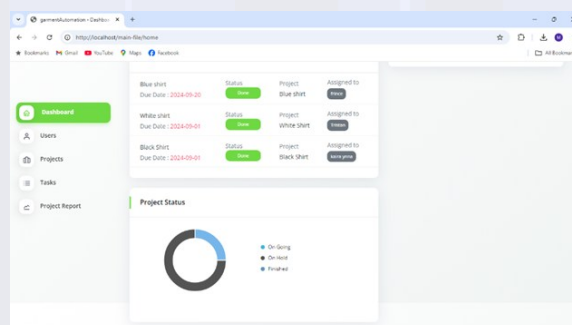 garmentAutomation - Dashboa
http://localhost/main-file/home
Bookmarks Gmail YouTube Maps Facebook All Bookmar
Blue shirt Status Project Assigned to
Due Date : 2024-09-20 Done Blue shirt
White shirt Status Project Assigned to
Due Date : 2024-09-01 Done White Shirt
Black Shirt Status Project Assigned to
Due Date : 2024-09-01 Done Black Shirt
Dashboard
Users
Projects
Tasks
Project Report
Project Status
On-Going
On-Hold
Finished